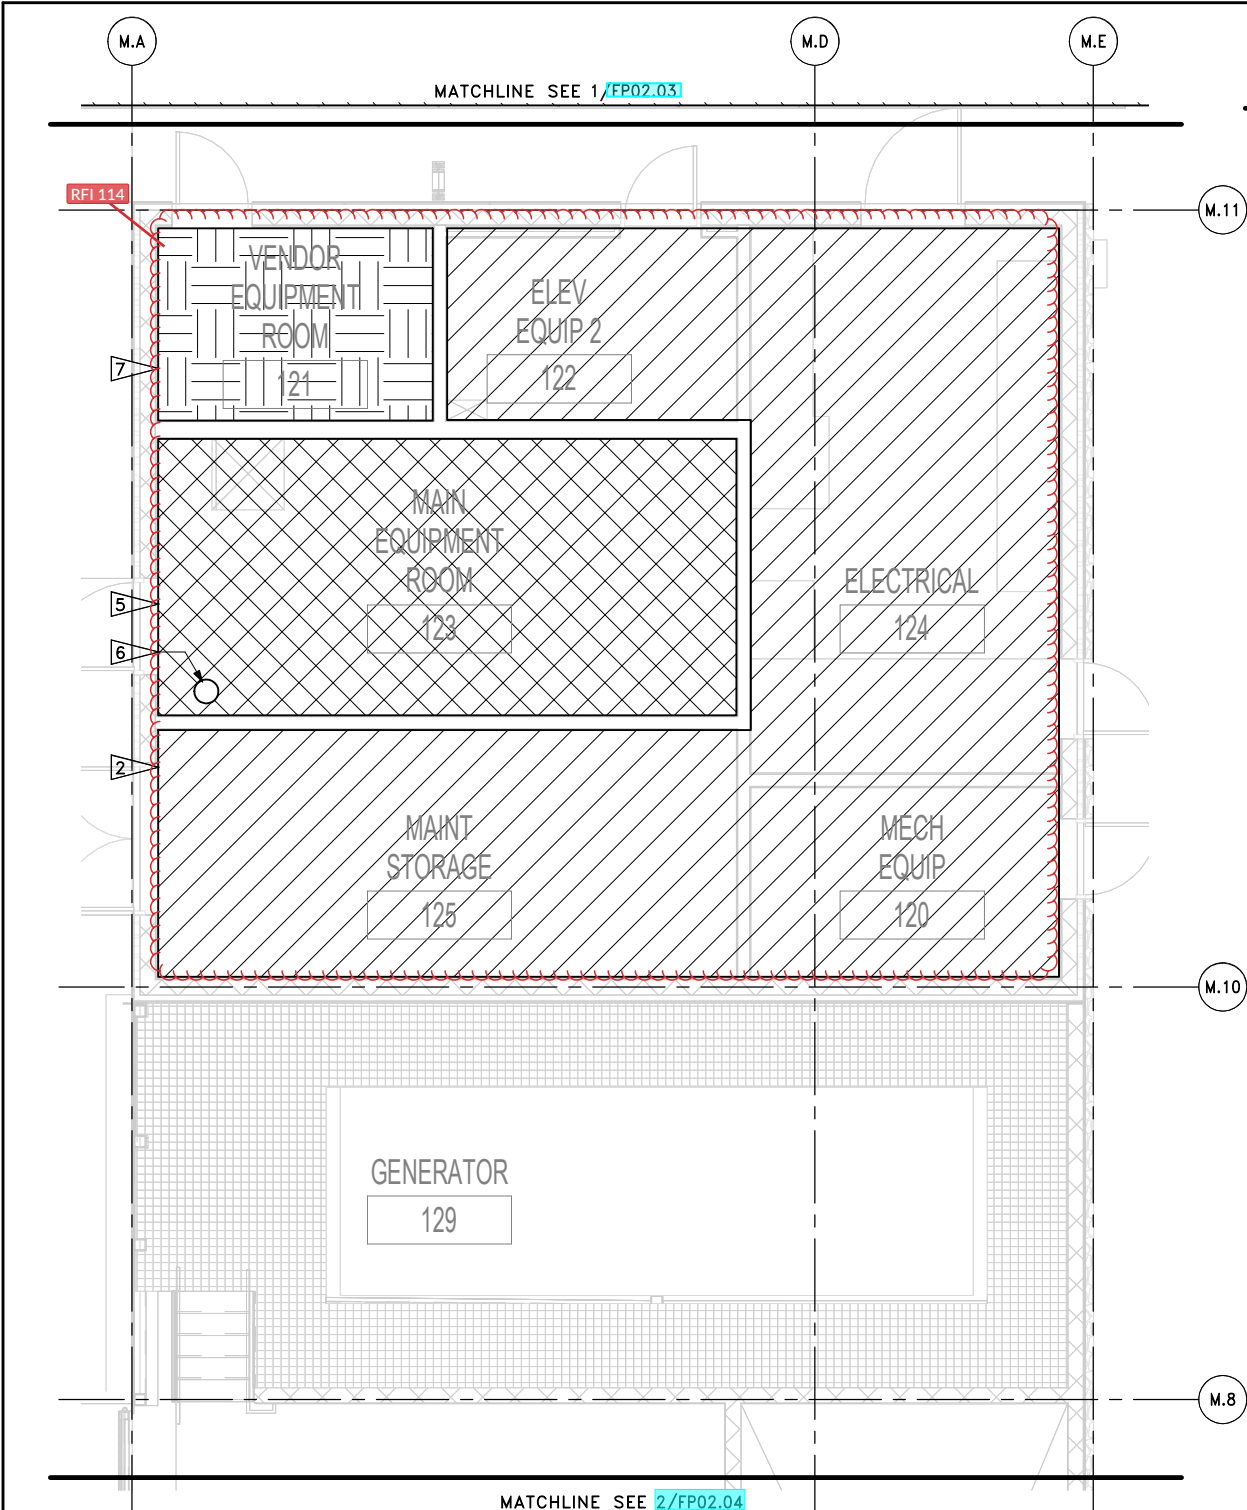 M.A
M.D
M.E
MATCHLINE SEE 1/FP02.03
RFI 114
M.11
VENDOR
EQUIPMENT
ROOM
121
ELEV
EQUIP 2
122
7
MAIN
EQUIPMENT
ROOM
123
ELECTRICAL
124
5
6
2
MAINT
STORAGE
125
MECH
EQUIP
120
M.10
GENERATOR
129
M.8
MATCHLINE SEE 2/FP02.04